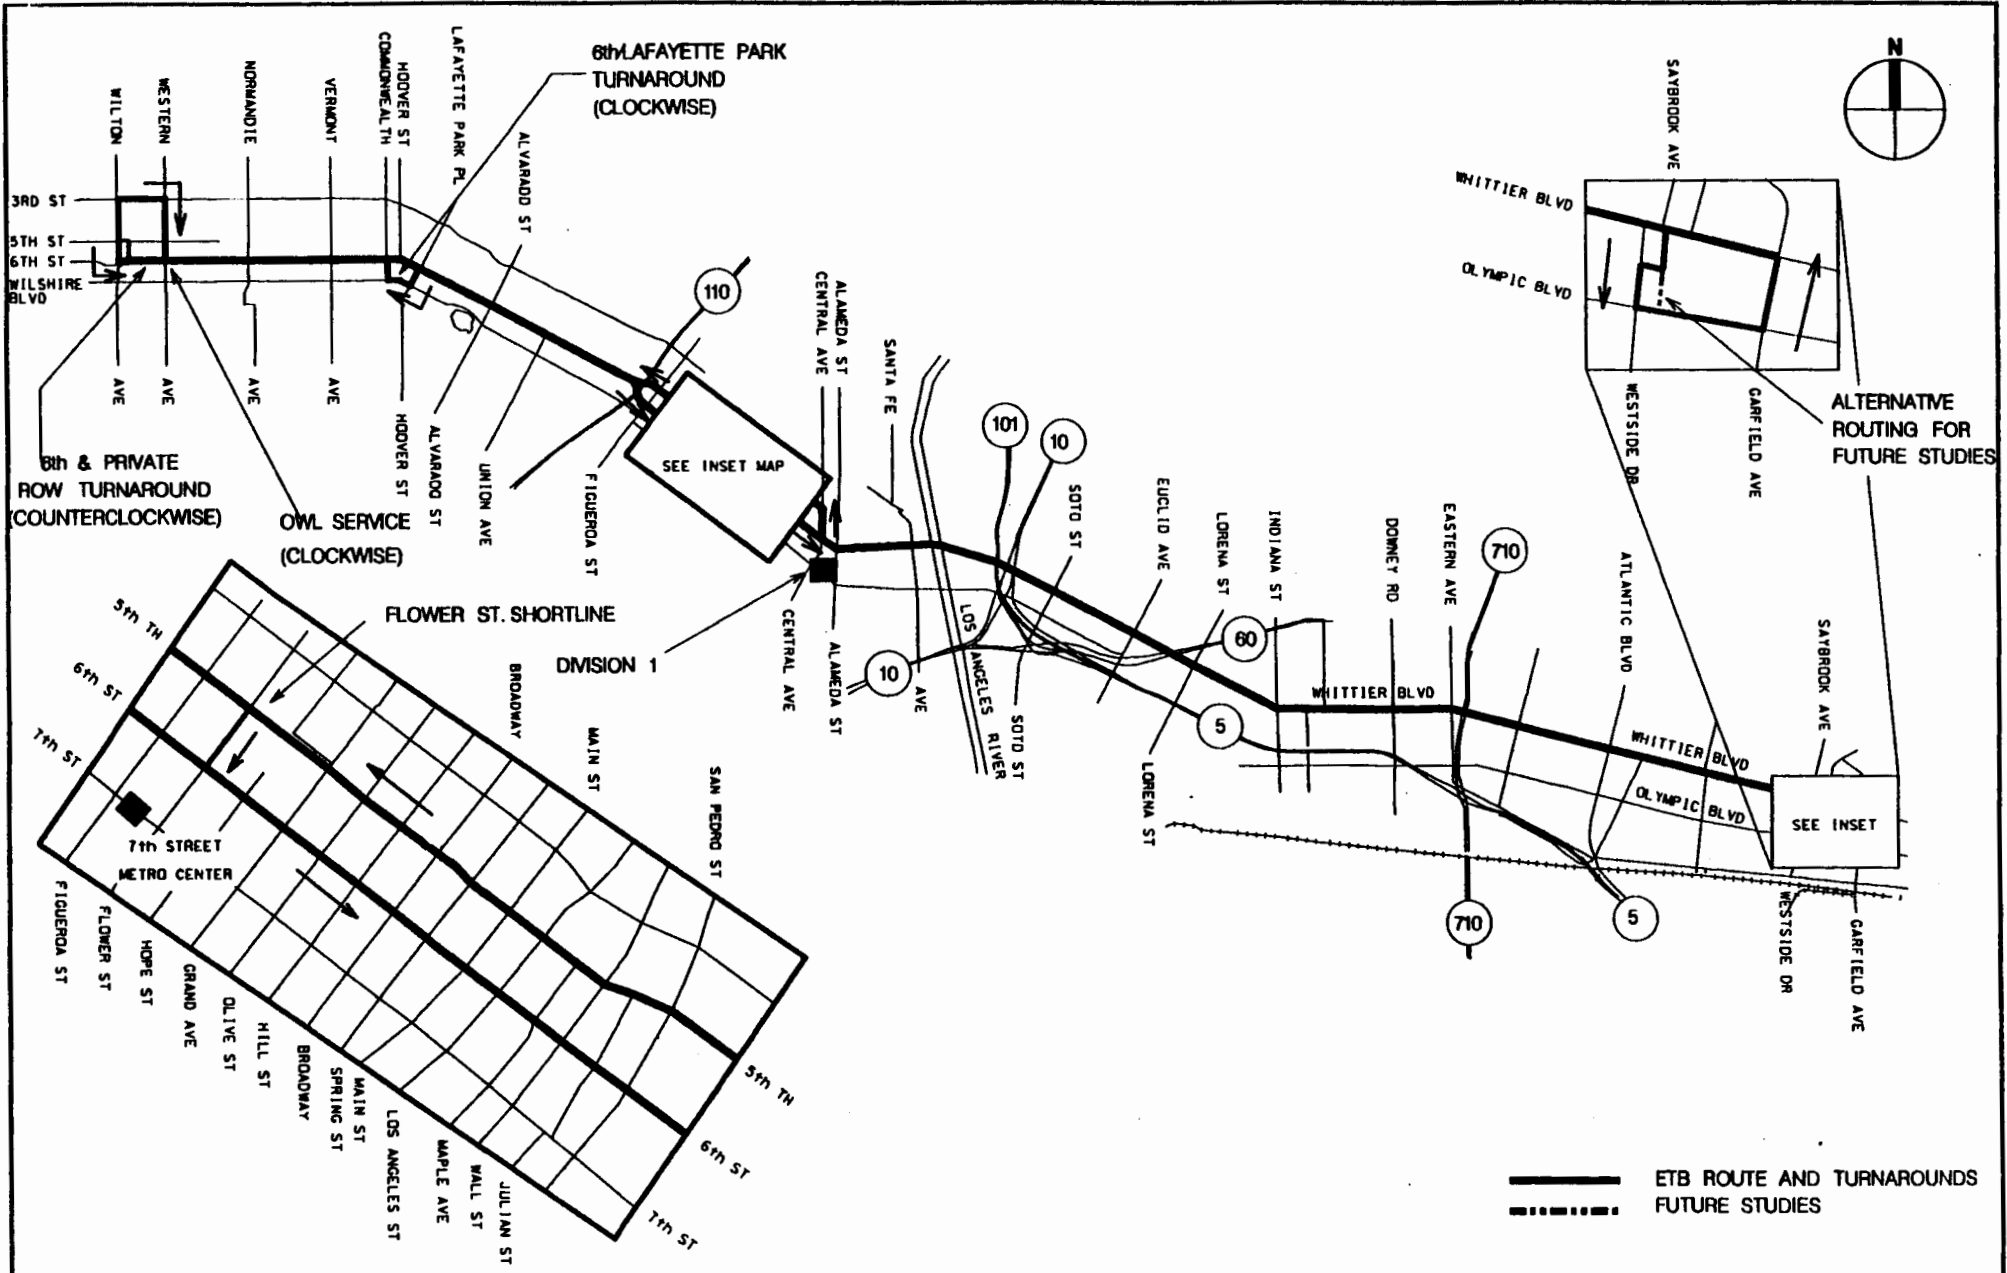 6th/LAFAYETTE PARK
TURNAROUND
(CLOCKWISE)
N
WILTON
WESTERN
NORMANDIE
VERMONT
COMMONWEALTH
HOOVER ST
LAFAYETTE PARK PL
ALVARADO ST
3RD ST
5TH ST
6TH ST
WILSHIRE
BLVD
AVE
AVE
AVE
AVE
HOOVER ST
ALVARADO ST
UNION AVE
FIGUEROA ST
110
SEE INSET MAP
CENTRAL AVE
ALAMEDA ST
SANTA FE
AVE
101
10
SOTO ST
EUCLID AVE
LORENA ST
INDIANA ST
DOWNEY RD
EASTERN AVE
710
ATLANTIC BLVD
SAYBROOK AVE
SAYBROOK AVE
WHITTIER BLVD
OLYMPIC BLVD
WESTSIDE DR
GARFIELD AVE
ALTERNATIVE
ROUTING FOR
FUTURE STUDIES
6th & PRIVATE
ROW TURNAROUND
(COUNTERCLOCKWISE)
OWL SERVICE
(CLOCKWISE)
FLOWER ST. SHORTLINE
DIVISION 1
CENTRAL AVE
ALAMEDA ST
10
LOS ANGELES RIVER
SOTO ST
60
5
LORENA ST
WHITTIER BLVD
WHITTIER BLVD
OLYMPIC BLVD
SEE INSET
710
5
WESTSIDE DR
GARFIELD AVE
5th TH
6th ST
7th ST
BROADWAY
MAIN ST
SAN PEDRO ST
7th STREET
METRO CENTER
FIGUEROA ST
FLOWER ST
HOPE ST
GRAND AVE
OLIVE ST
HILL ST
BROADWAY
SPRING ST
MAIN ST
LOS ANGELES ST
MAPLE AVE
WALL ST
JULIAN ST
5th TH
6th ST
7th ST
ETB ROUTE AND TURNAROUNDS
FUTURE STUDIES